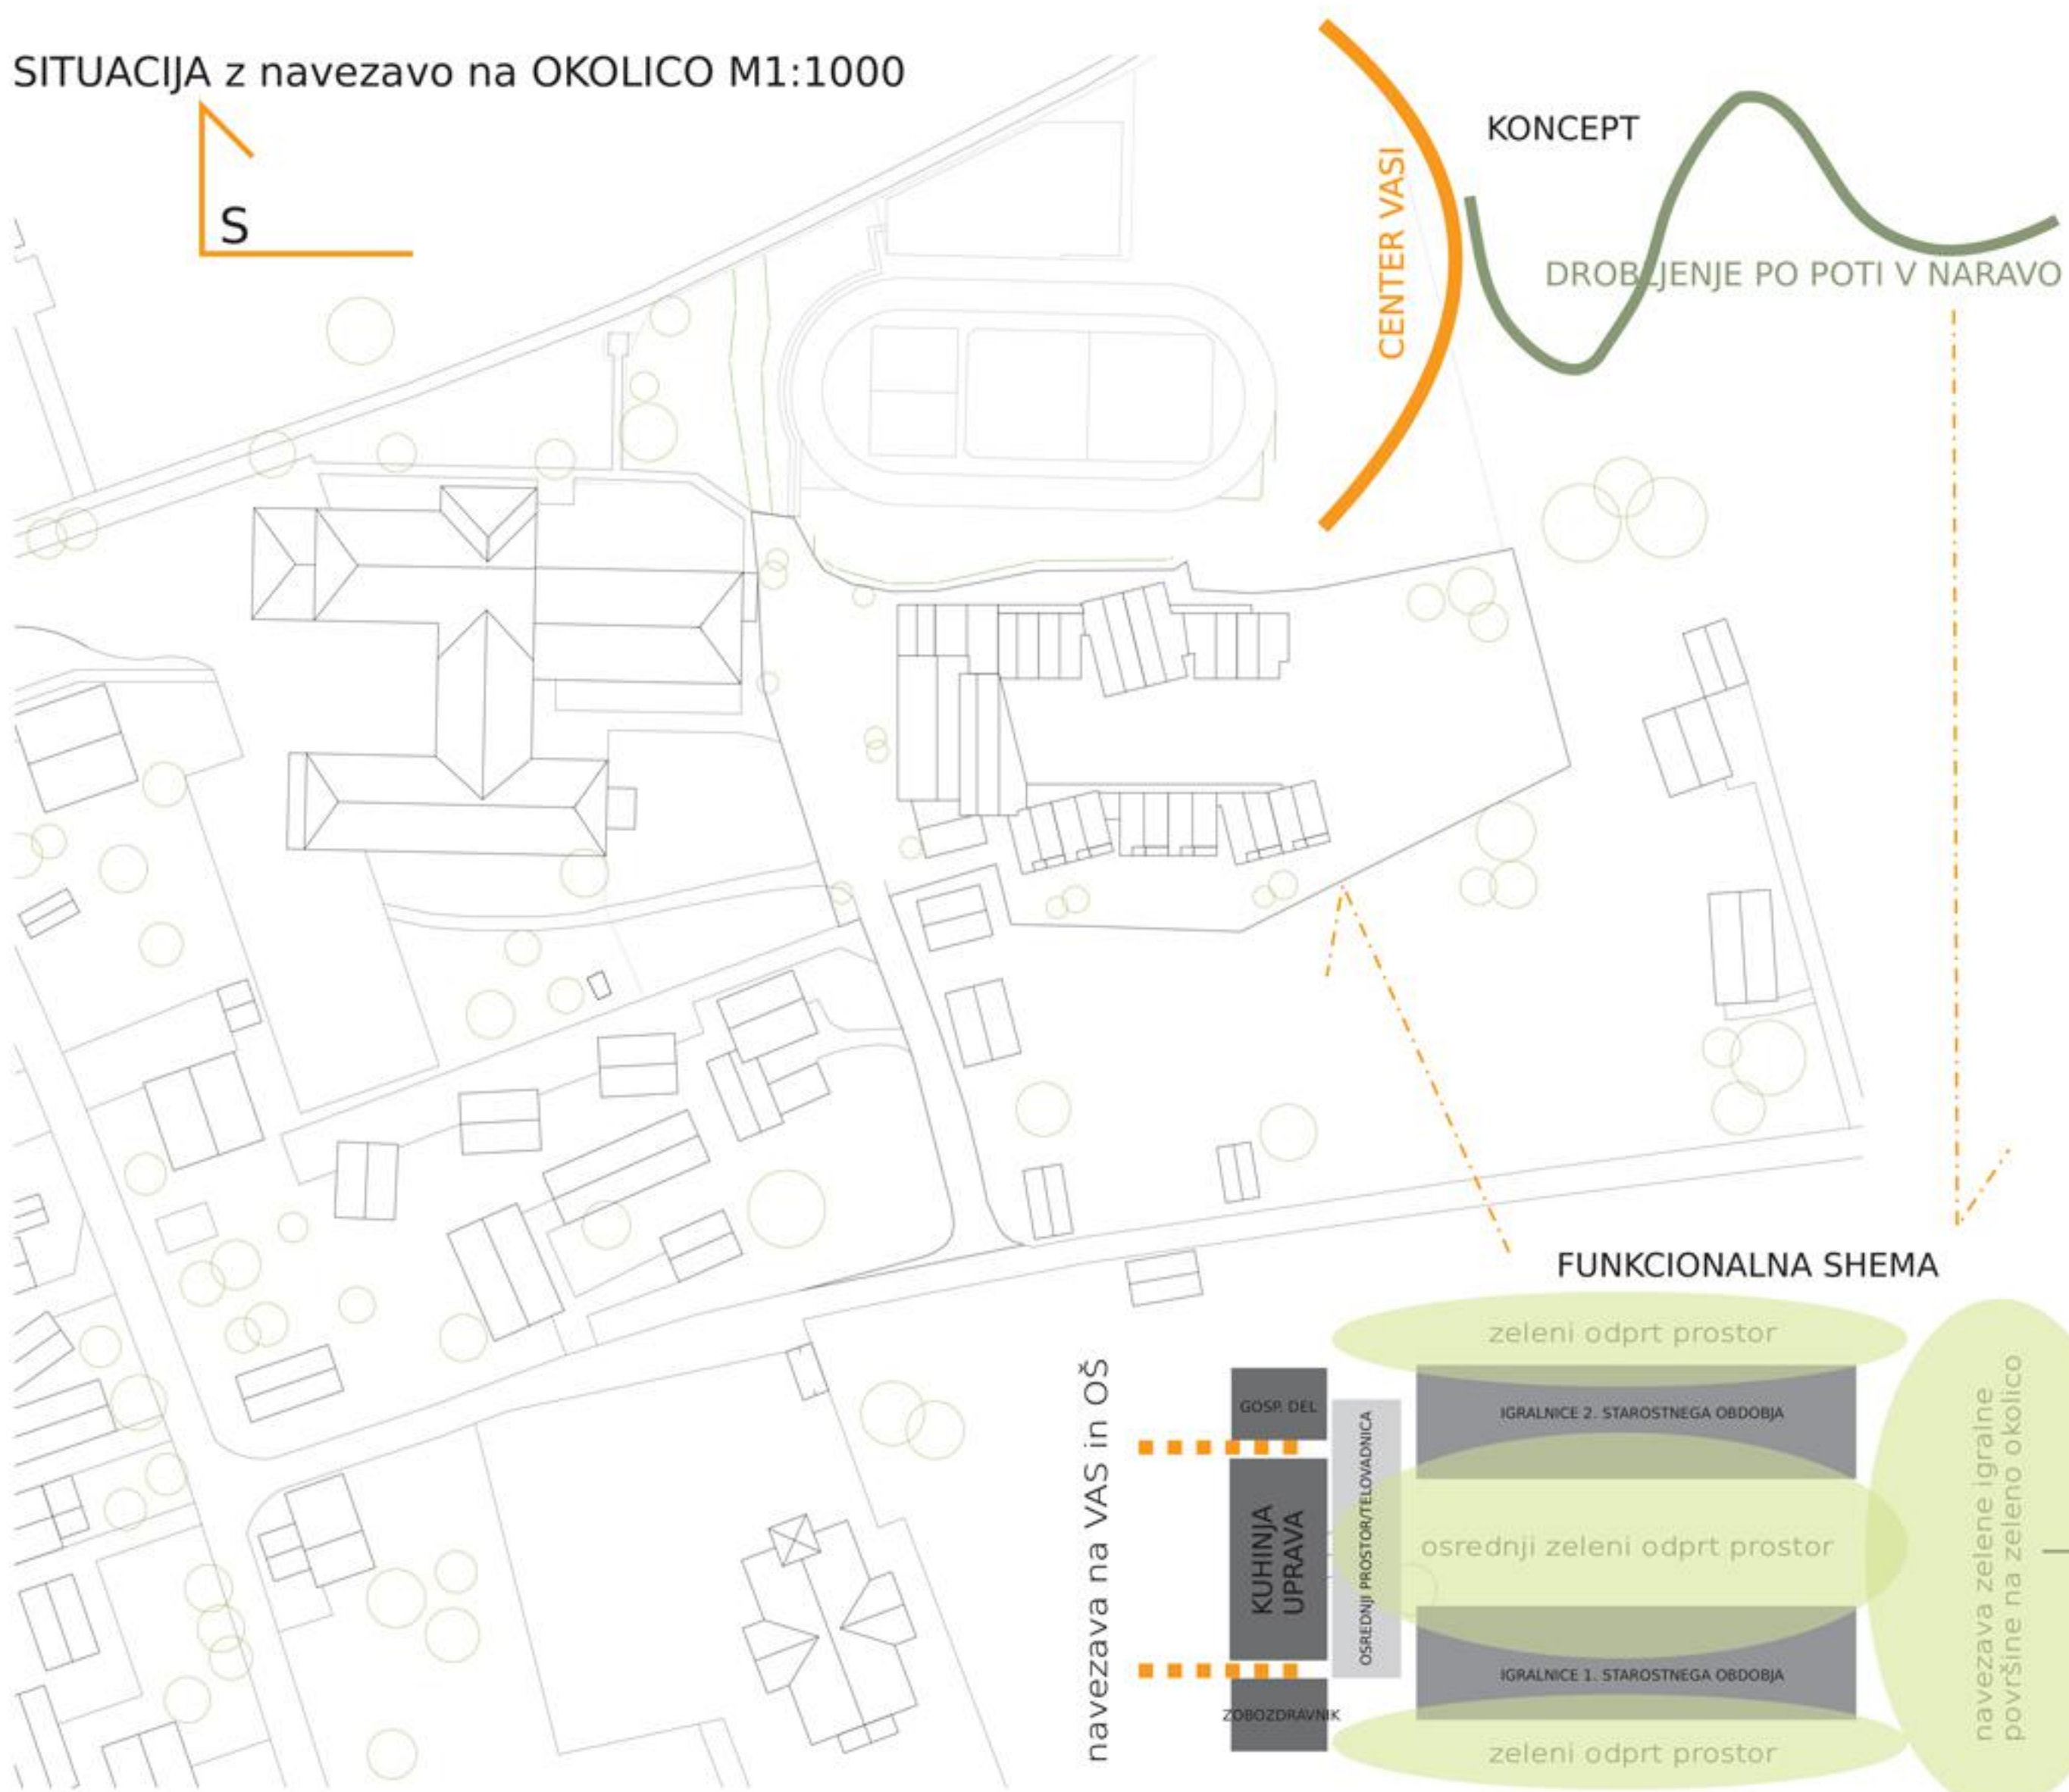 SITUACIJA z navezavo na OKOLICO M1:1000
S
CENTER VASI
KONCEPT
DROBLJENJE PO POTI V NARAVO
FUNKCIONALNA SHEMA
navezava na VAS in OŠ
zeleni odprt prostor
GOSP. DEL
IGRALNICE 2. STAROSTNEGA OBDOBJA
KUHINJA
UPRAVA
OSREDNJI PROSTOR/TELOVADNICA
osrednji zeleni odprt prostor
IGRALNICE 1. STAROSTNEGA OBDOBJA
ZOBOZDRAVNIK
zeleni odprt prostor
navezava zelene igralne
površine na zeleno okolico